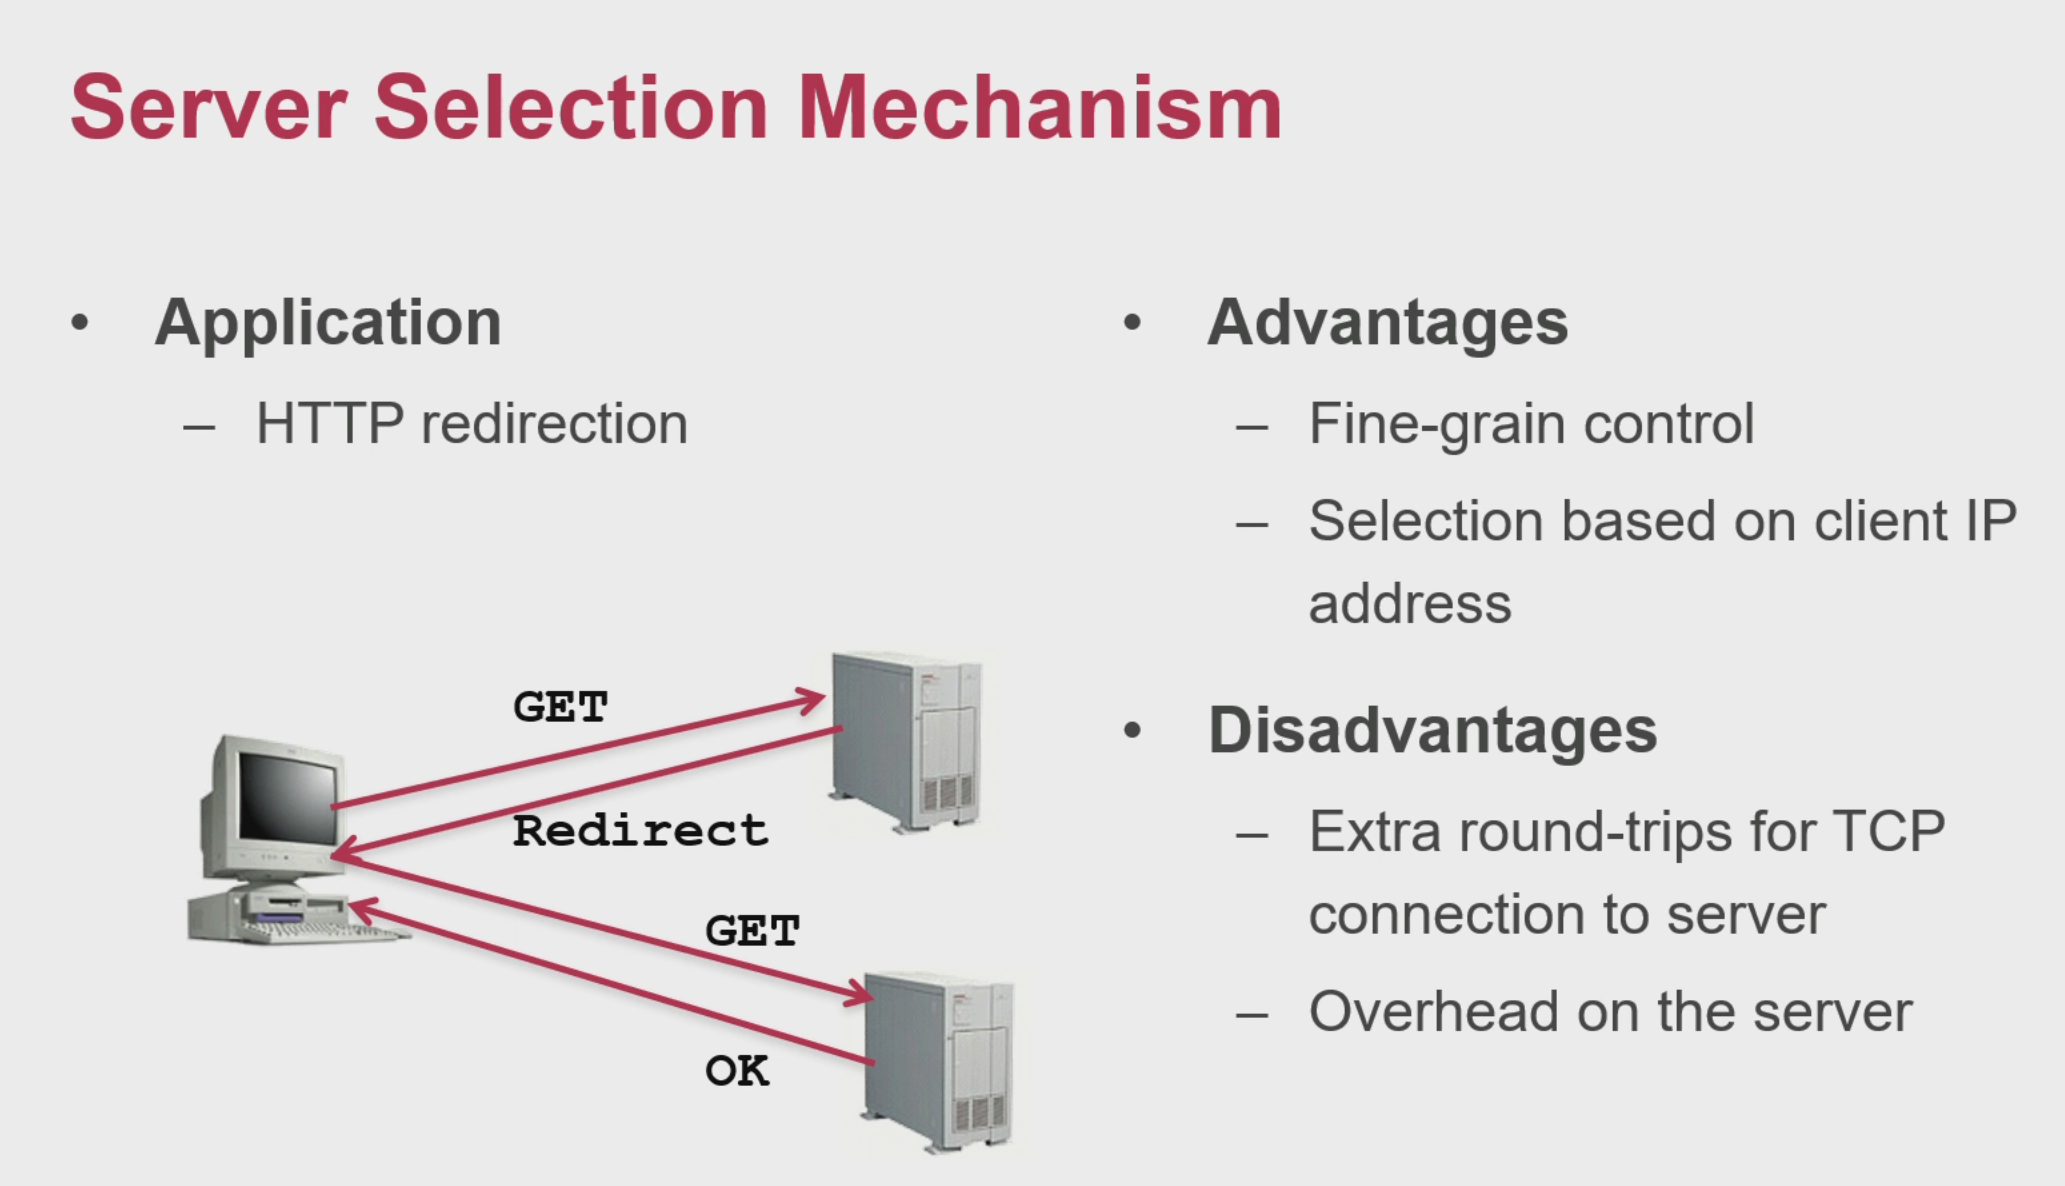 Server Selection Mechanism
• Application
– HTTP redirection
GET
Redirect
GET
OK
• Advantages
– Fine-grain control
– Selection based on client IP
address
• Disadvantages
– Extra round-trips for TCP
connection to server
– Overhead on the server